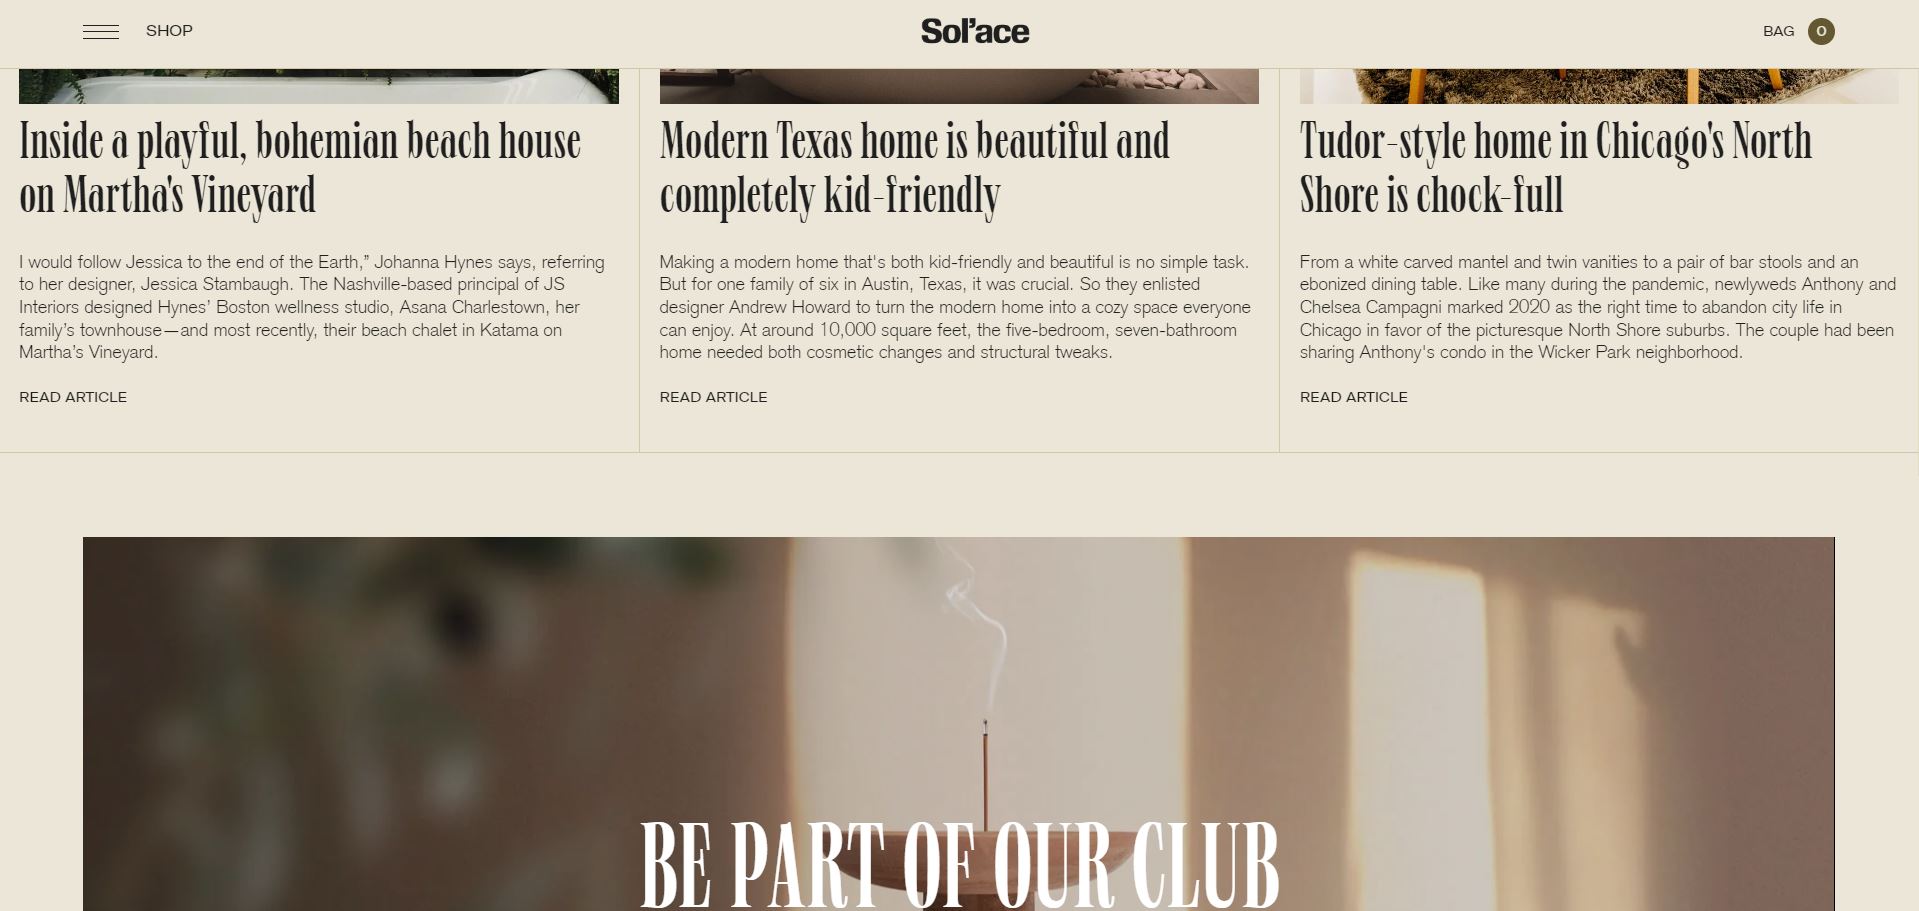 SHOP
Sol'ace
BAG 0
Inside a playful, bohemian beach house
on Martha's Vineyard
I would follow Jessica to the end of the Earth,” Johanna Hynes says, referring
to her designer, Jessica Stambaugh. The Nashville-based principal of JS
Interiors designed Hynes’ Boston wellness studio, Asana Charlestown, her
family’s townhouse—and most recently, their beach chalet in Katama on
Martha’s Vineyard.
READ ARTICLE
Modern Texas home is beautiful and
completely kid-friendly
Making a modern home that's both kid-friendly and beautiful is no simple task.
But for one family of six in Austin, Texas, it was crucial. So they enlisted
designer Andrew Howard to turn the modern home into a cozy space everyone
can enjoy. At around 10,000 square feet, the five-bedroom, seven-bathroom
home needed both cosmetic changes and structural tweaks.
READ ARTICLE
Tudor-style home in Chicago's North
Shore is chock-full
From a white carved mantel and twin vanities to a pair of bar stools and an
ebonized dining table. Like many during the pandemic, newlyweds Anthony and
Chelsea Campagni marked 2020 as the right time to abandon city life in
Chicago in favor of the picturesque North Shore suburbs. The couple had been
sharing Anthony's condo in the Wicker Park neighborhood.
READ ARTICLE
BE PART OF OUR CLUB